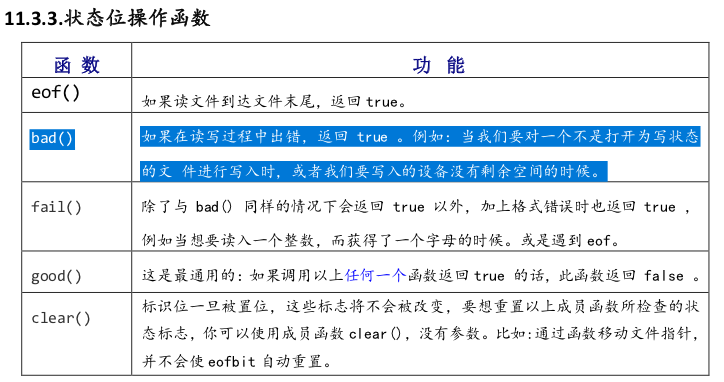 11.3.3.状态位操作函数
函 数 功 能
eof() 如果读文件到达文件末尾，返回 true。
bad() 如果在读写过程中出错，返回 true 。例如：当我们要对一个不是打开为写状态
的文 件进行写入时，或者我们要写入的设备没有剩余空间的时候。
fail() 除了与 bad() 同样的情况下会返回 true 以外，加上格式错误时也返回 true ，
例如当想要读入一个整数，而获得了一个字母的时候。或是遇到 eof。
good() 这是最通用的：如果调用以上任何一个函数返回 true 的话，此函数返回 false 。
clear() 标识位一旦被置位，这些标志将不会被改变，要想重置以上成员函数所检查的状
态标志，你可以使用成员函数 clear()，没有参数。比如:通过函数移动文件指针，
并不会使 eofbit 自动重置。